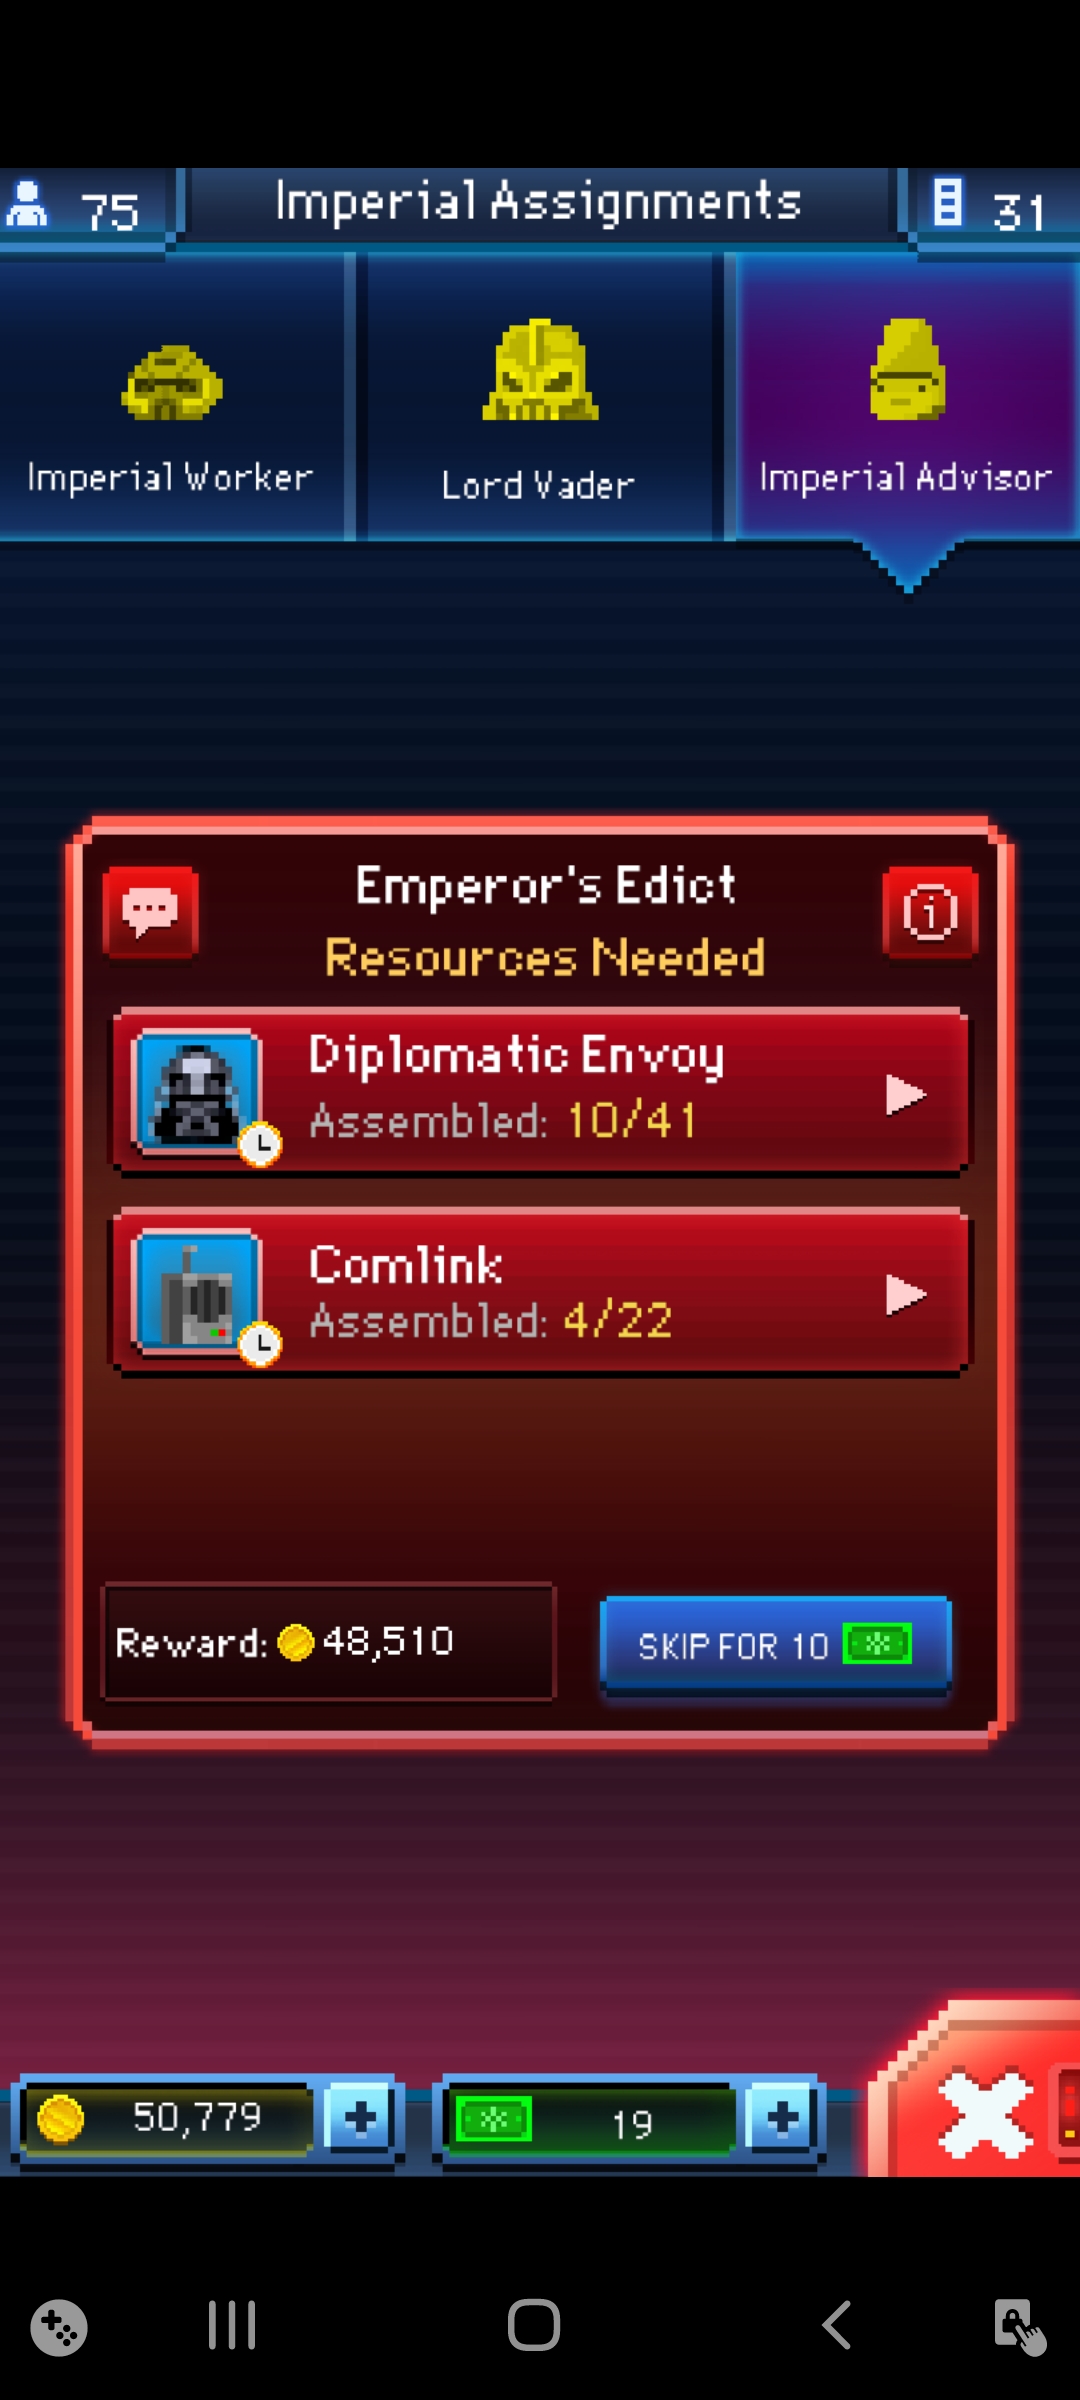 75
Imperial Assignments
31
Imperial Worker
Lord Vader
Imperial Advisor
Emperor's Edict
Resources Needed
Diplomatic Envoy
Assembled: 10/41
Comlink
Assembled: 4/22
Reward: 48,510
SKIP FOR 10
50,779
19